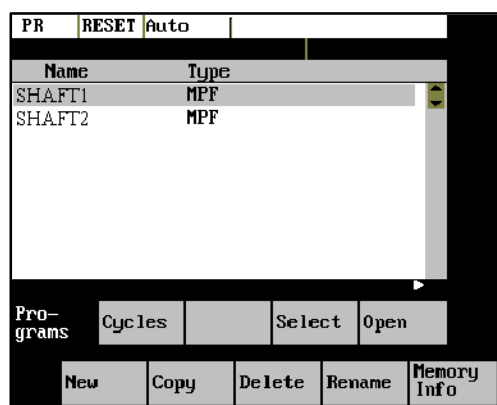 PR RESET Auto
Name Type
SHAFT1 MPF
SHAFT2 MPF
Pro-
grams Cycles Select Open
New Copy Delete Rename Memory
Info